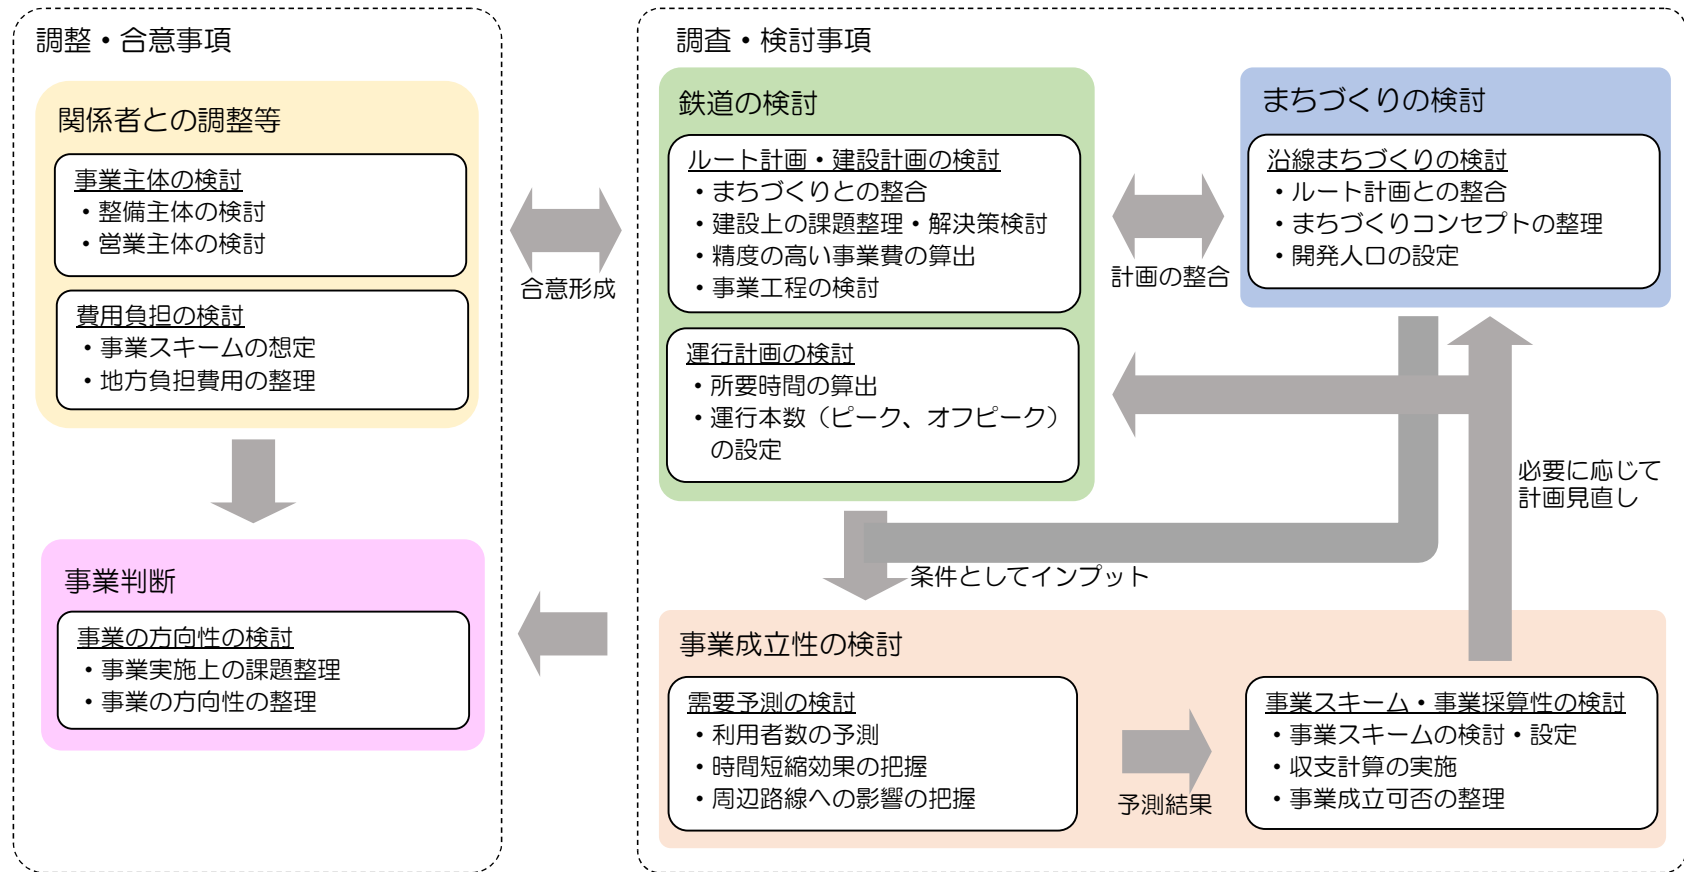 調整・合意事項
関係者との調整等
事業主体の検討
・整備主体の検討
・営業主体の検討
費用負担の検討
・事業スキームの想定
・地方負担費用の整理
事業判断
事業の方向性の検討
・事業実施上の課題整理
・事業の方向性の整理
合意形成
調査・検討事項
鉄道の検討
ルート計画・建設計画の検討
・まちづくりとの整合
・建設上の課題整理・解決策検討
・精度の高い事業費の算出
・事業工程の検討
運行計画の検討
・所要時間の算出
・運行本数（ピーク、オフピーク）
の設定
計画の整合
まちづくりの検討
沿線まちづくりの検討
・ルート計画との整合
・まちづくりコンセプトの整理
・開発人口の設定
必要に応じて
計画見直し
条件としてインプット
事業成立性の検討
需要予測の検討
・利用者数の予測
・時間短縮効果の把握
・周辺路線への影響の把握
予測結果
事業スキーム・事業採算性の検討
・事業スキームの検討・設定
・収支計算の実施
・事業成立可否の整理